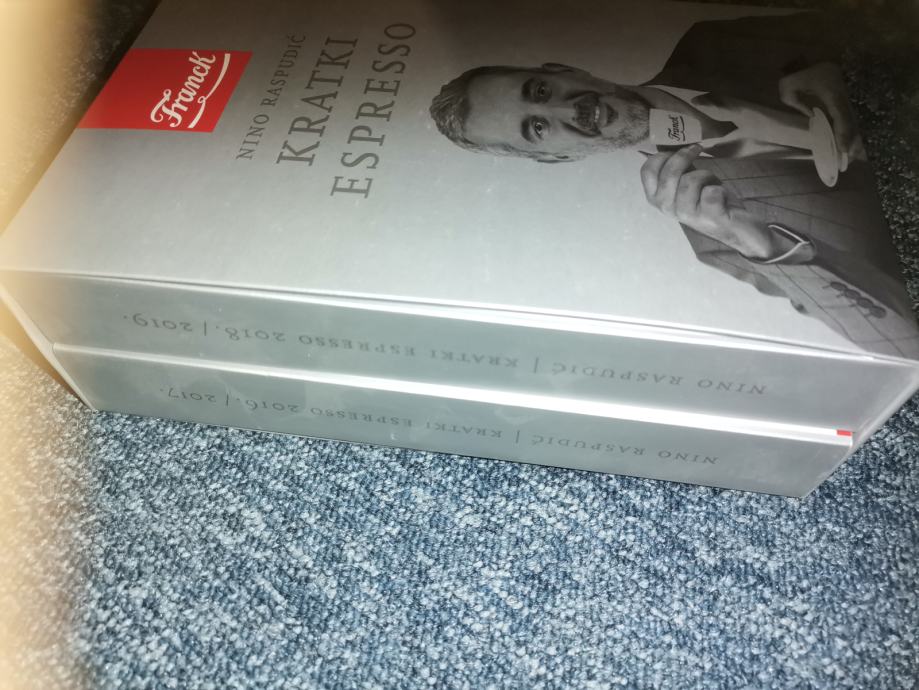 Franck
NINO RASPUDIĆ
KRATKI
ESPRESSO
Franck
NINO RASPUDIĆ | KRATKI ESPRESSO 2018. / 2019.
NINO RASPUDIĆ | KRATKI ESPRESSO 2016. / 2017.